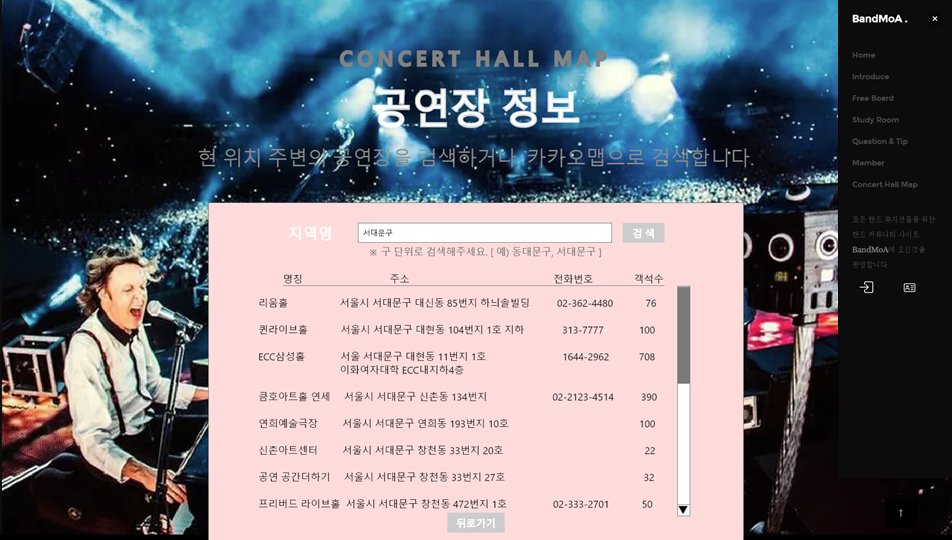 CONCERT HALL MAP
공연장 정보
현 위치 주변의 공연장을 검색하거나, 카카오맵으로 검색합나다.
지역명 서대문구 검 색
※ 구 단위로 검색해주세요. [ 예) 동대문구, 서대문구 ]
명칭 주소 전화번호 객석수
리움홀 서울시 서대문구 대신동 85번지 하늬솔빌딩 02-362-4480 76
퀸라이브홀 서울시 서대문구 대현동 104번지 1호 지하 313-7777 100
ECC삼성홀 서울 서대문구 대현동 11번지 1호 1644-2962 708
이화여자대학 ECC내지하4층
금호아트홀 연세 서울시 서대문구 신촌동 134번지 02-2123-4514 390
연희예술극장 서울시 서대문구 연희동 193번지 10호 100
신촌아트센터 서울시 서대문구 창천동 33번지 20호 22
공연 공간더하기 서울시 서대문구 창천동 33번지 27호 32
프리버드 라이브홀 서울시 서대문구 창천동 472번지 1호 02-333-2701 50
뒤로가기
BandMoA .
×
Home
Introduce
Free Board
Study Room
Question & Tip
Member
Concert Hall Map
모든 밴드 뮤지션들을 위한
밴드 커뮤니티 사이트
BandMoA에 오신것을
환영합니다.
↑